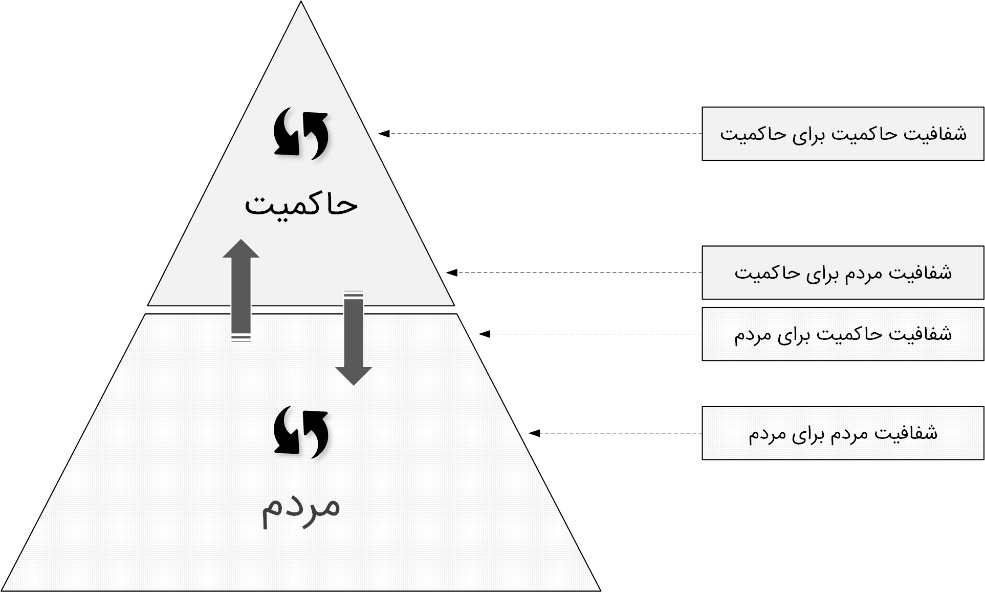 شفافیت حاکمیت برای حاکمیت
حاکمیت
شفافیت مردم برای حاکمیت
شفافیت حاکمیت برای مردم
شفافیت مردم برای مردم
مردم